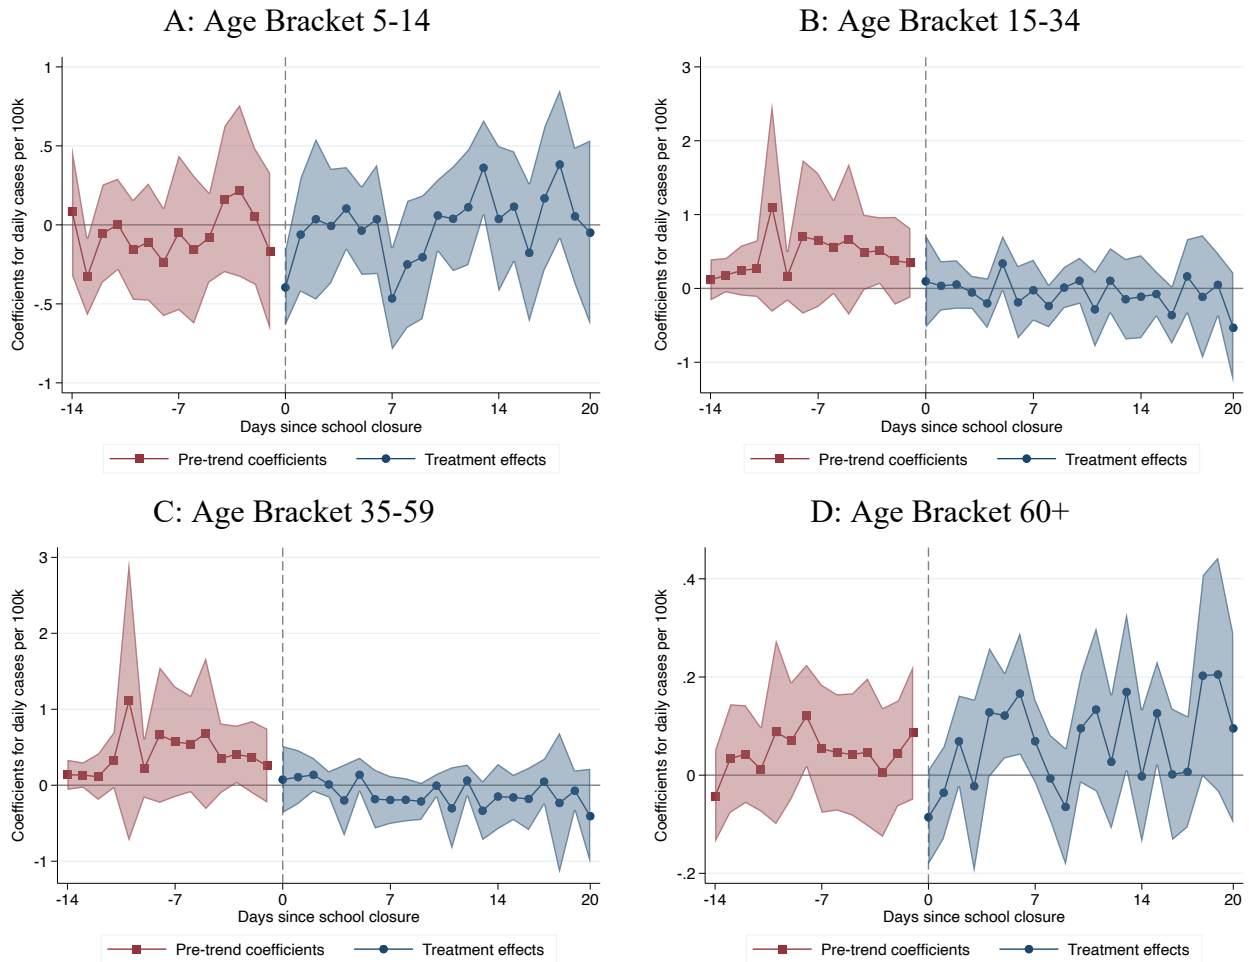 A: Age Bracket 5-14
Coefficients for daily cases per 100k
1
.5
0
-.5
-1
-14 -7 0 7 14 20
Days since school closure
Pre-trend coefficients Treatment effects
B: Age Bracket 15-34
Coefficients for daily cases per 100k
3
2
1
0
-1
-14 -7 0 7 14 20
Days since school closure
Pre-trend coefficients Treatment effects
C: Age Bracket 35-59
Coefficients for daily cases per 100k
3
2
1
0
-1
-14 -7 0 7 14 20
Days since school closure
Pre-trend coefficients Treatment effects
D: Age Bracket 60+
Coefficients for daily cases per 100k
.4
.2
0
-.2
-14 -7 0 7 14 20
Days since school closure
Pre-trend coefficients Treatment effects